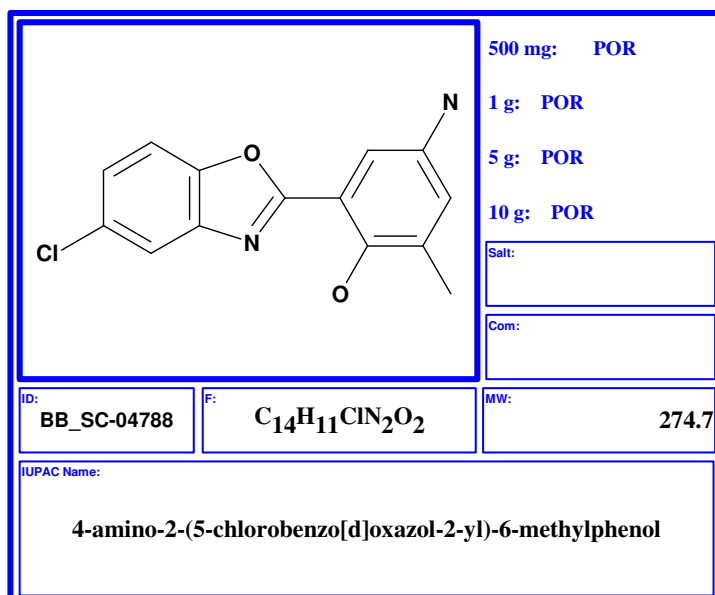 500 mg: POR
N
1 g: POR
O
5 g: POR
10 g: POR
Cl
N
O
Salt:
Com:
ID:
BB_SC-04788
F:
C14H11ClN2O2
MW:
274.7
IUPAC Name:
4-amino-2-(5-chlorobenzo[d]oxazol-2-yl)-6-methylphenol